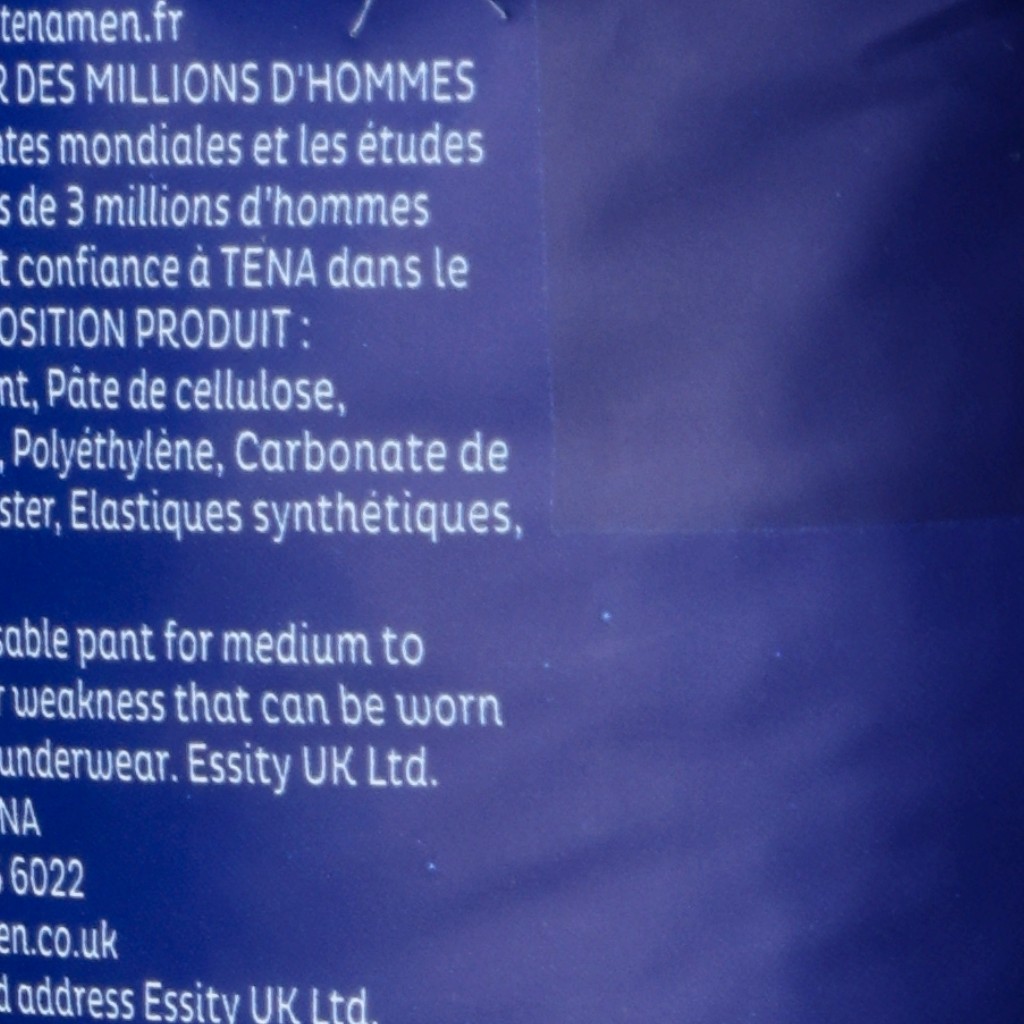 tenamen.fr
R DES MILLIONS D'HOMMES
ntes mondiales et les études
s de 3 millions d'hommes
t confiance à TENA dans le
OSITION PRODUIT :
nt, Pâte de cellulose,
, Polyéthylène, Carbonate de
ster, Elastiques synthétiques,
sable pant for medium to
r weakness that can be worn
underwear. Essity UK Ltd.
NA
6022
en.co.uk
d address Essity UK Ltd.